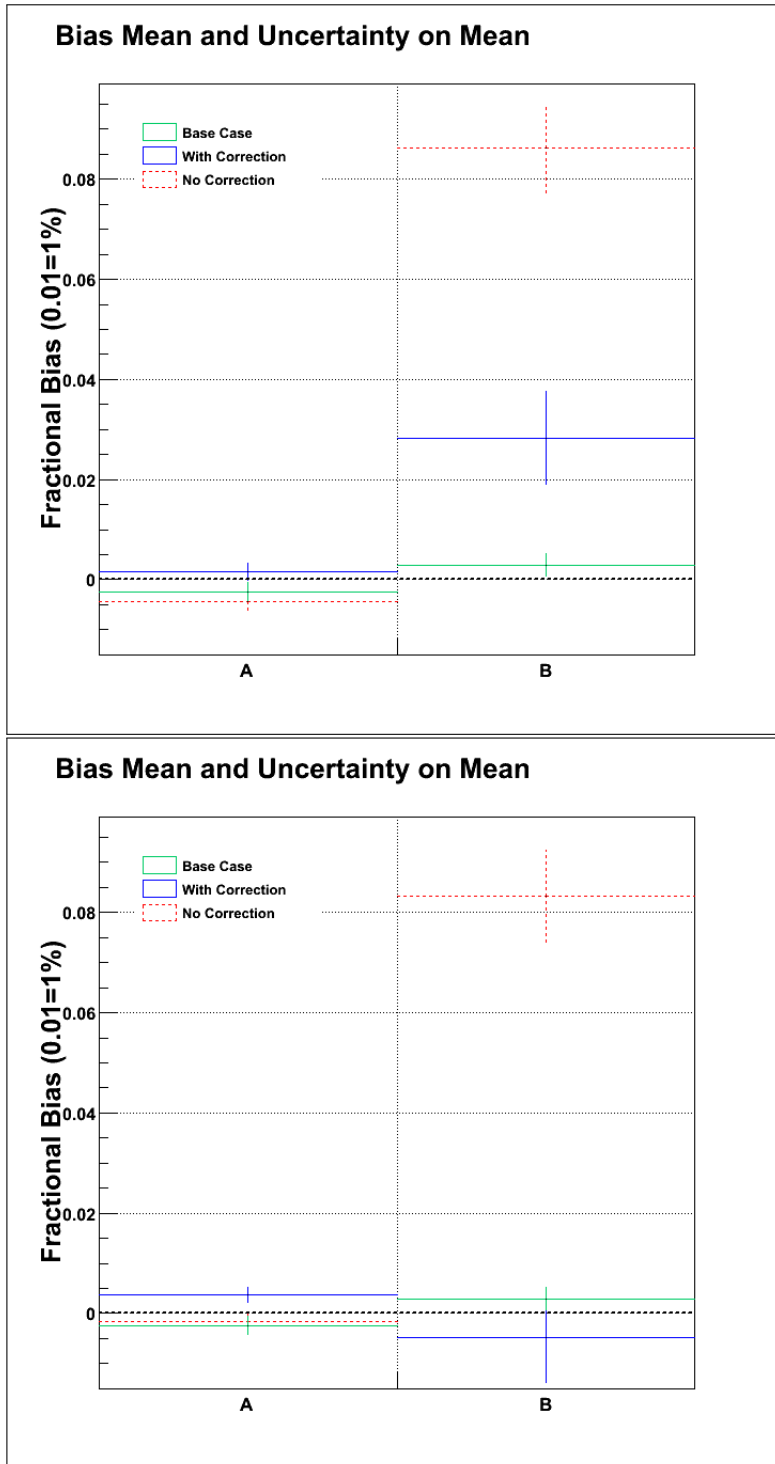 Bias Mean and Uncertainty on Mean
Fractional Bias (0.01=1%)
Base Case
With Correction
No Correction
0.08
0.06
0.04
0.02
0
A B
Bias Mean and Uncertainty on Mean
Fractional Bias (0.01=1%)
Base Case
With Correction
No Correction
0.08
0.06
0.04
0.02
0
A B